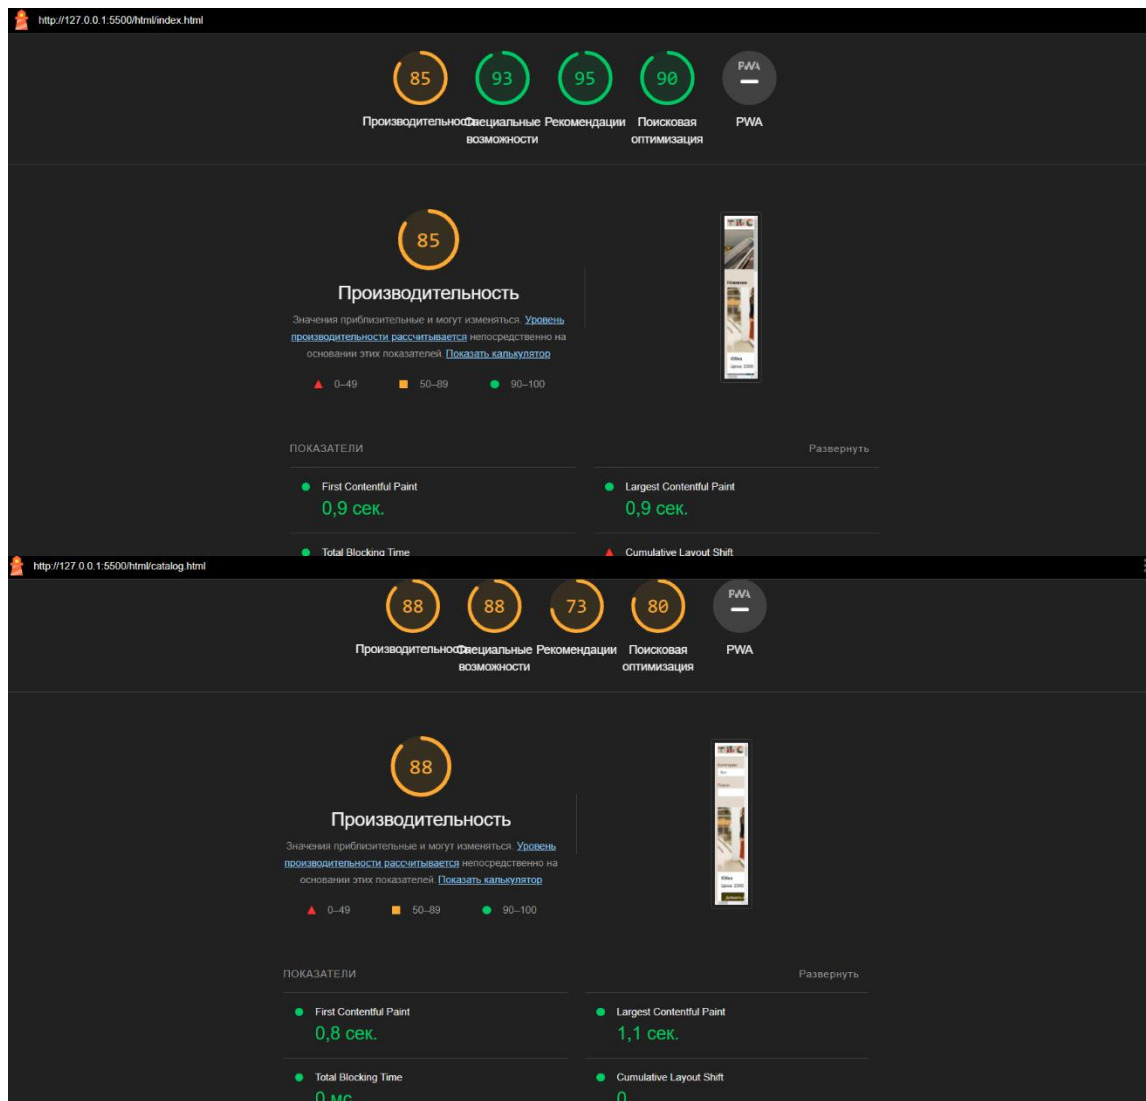 http://127.0.0.1:5500/html/index.html
85 93 95 90 PWA
Производительность Специальные возможности Рекомендации Поисковая оптимизация PWA
85
Производительность
Значения приблизительные и могут изменяться. Уровень
производительности рассчитывается непосредственно на
основании этих показателей. Показать калькулятор
0–49 50–89 90–100
ПОКАЗАТЕЛИ Развернуть
First Contentful Paint Largest Contentful Paint
0,9 сек. 0,9 сек.
Total Blocking Time Cumulative Layout Shift
http://127.0.0.1:5500/html/catalog.html
88 88 73 80 PWA
Производительность Специальные возможности Рекомендации Поисковая оптимизация PWA
88
Производительность
Значения приблизительные и могут изменяться. Уровень
производительности рассчитывается непосредственно на
основании этих показателей. Показать калькулятор
0–49 50–89 90–100
ПОКАЗАТЕЛИ Развернуть
First Contentful Paint Largest Contentful Paint
0,8 сек. 1,1 сек.
Total Blocking Time Cumulative Layout Shift
0 мс 0